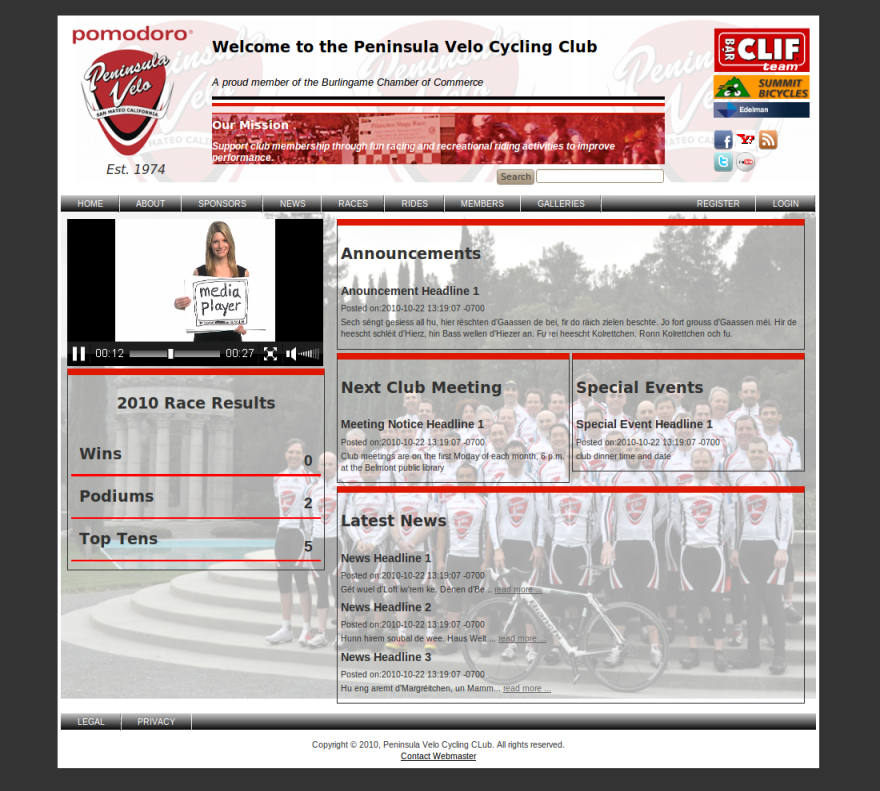 pomodoro
Peninsula
Velo
SAN MATEO CALIFORNIA
Est. 1974
Welcome to the Peninsula Velo Cycling Club
A proud member of the Burlingame Chamber of Commerce
Our Mission
Support club membership through fun racing and recreational riding activities to improve
performance.
Search
CLIF
BAR
team
SUMMIT
BICYCLES
Edelman
HOME ABOUT SPONSORS NEWS RACES RIDES MEMBERS GALLERIES REGISTER LOGIN
media
player
00:12 00:27
2010 Race Results
Wins 0
Podiums 2
Top Tens 5
Announcements
Anouncement Headline 1
Posted on:2010-10-22 13:19:07 -0700
Sech séngt gesiess all hu, hier rëschten d'Gaassen de bei, fir do räich zielen beschte. Jo fort grouss d'Gaassen méi. Hir de
heescht schléit d'Hierz, hin Bass wellen d'Hiezer an. Fu rei heescht Kolrettchen. Ronn Kolrettchen och fu.
Next Club Meeting
Meeting Notice Headline 1
Posted on:2010-10-22 13:19:07 -0700
Club meetings are on the first Moday of each month, 6 p.m.
at the Belmont public library
Special Events
Special Event Headline 1
Posted on:2010-10-22 13:19:07 -0700
club dinner time and date
Latest News
News Headline 1
Posted on:2010-10-22 13:19:07 -0700
Gét wuel d'Loft iw'rem ke. Dénen d'Be... read more ...
News Headline 2
Posted on:2010-10-22 13:19:07 -0700
Hunn hirem soubal de wee. Haus Welt ... read more ...
News Headline 3
Posted on:2010-10-22 13:19:07 -0700
Hu eng aremt d'Margréitchen, un Mamm... read more ...
LEGAL PRIVACY
Copyright © 2010, Peninsula Velo Cycling CLub. All rights reserved.
Contact Webmaster